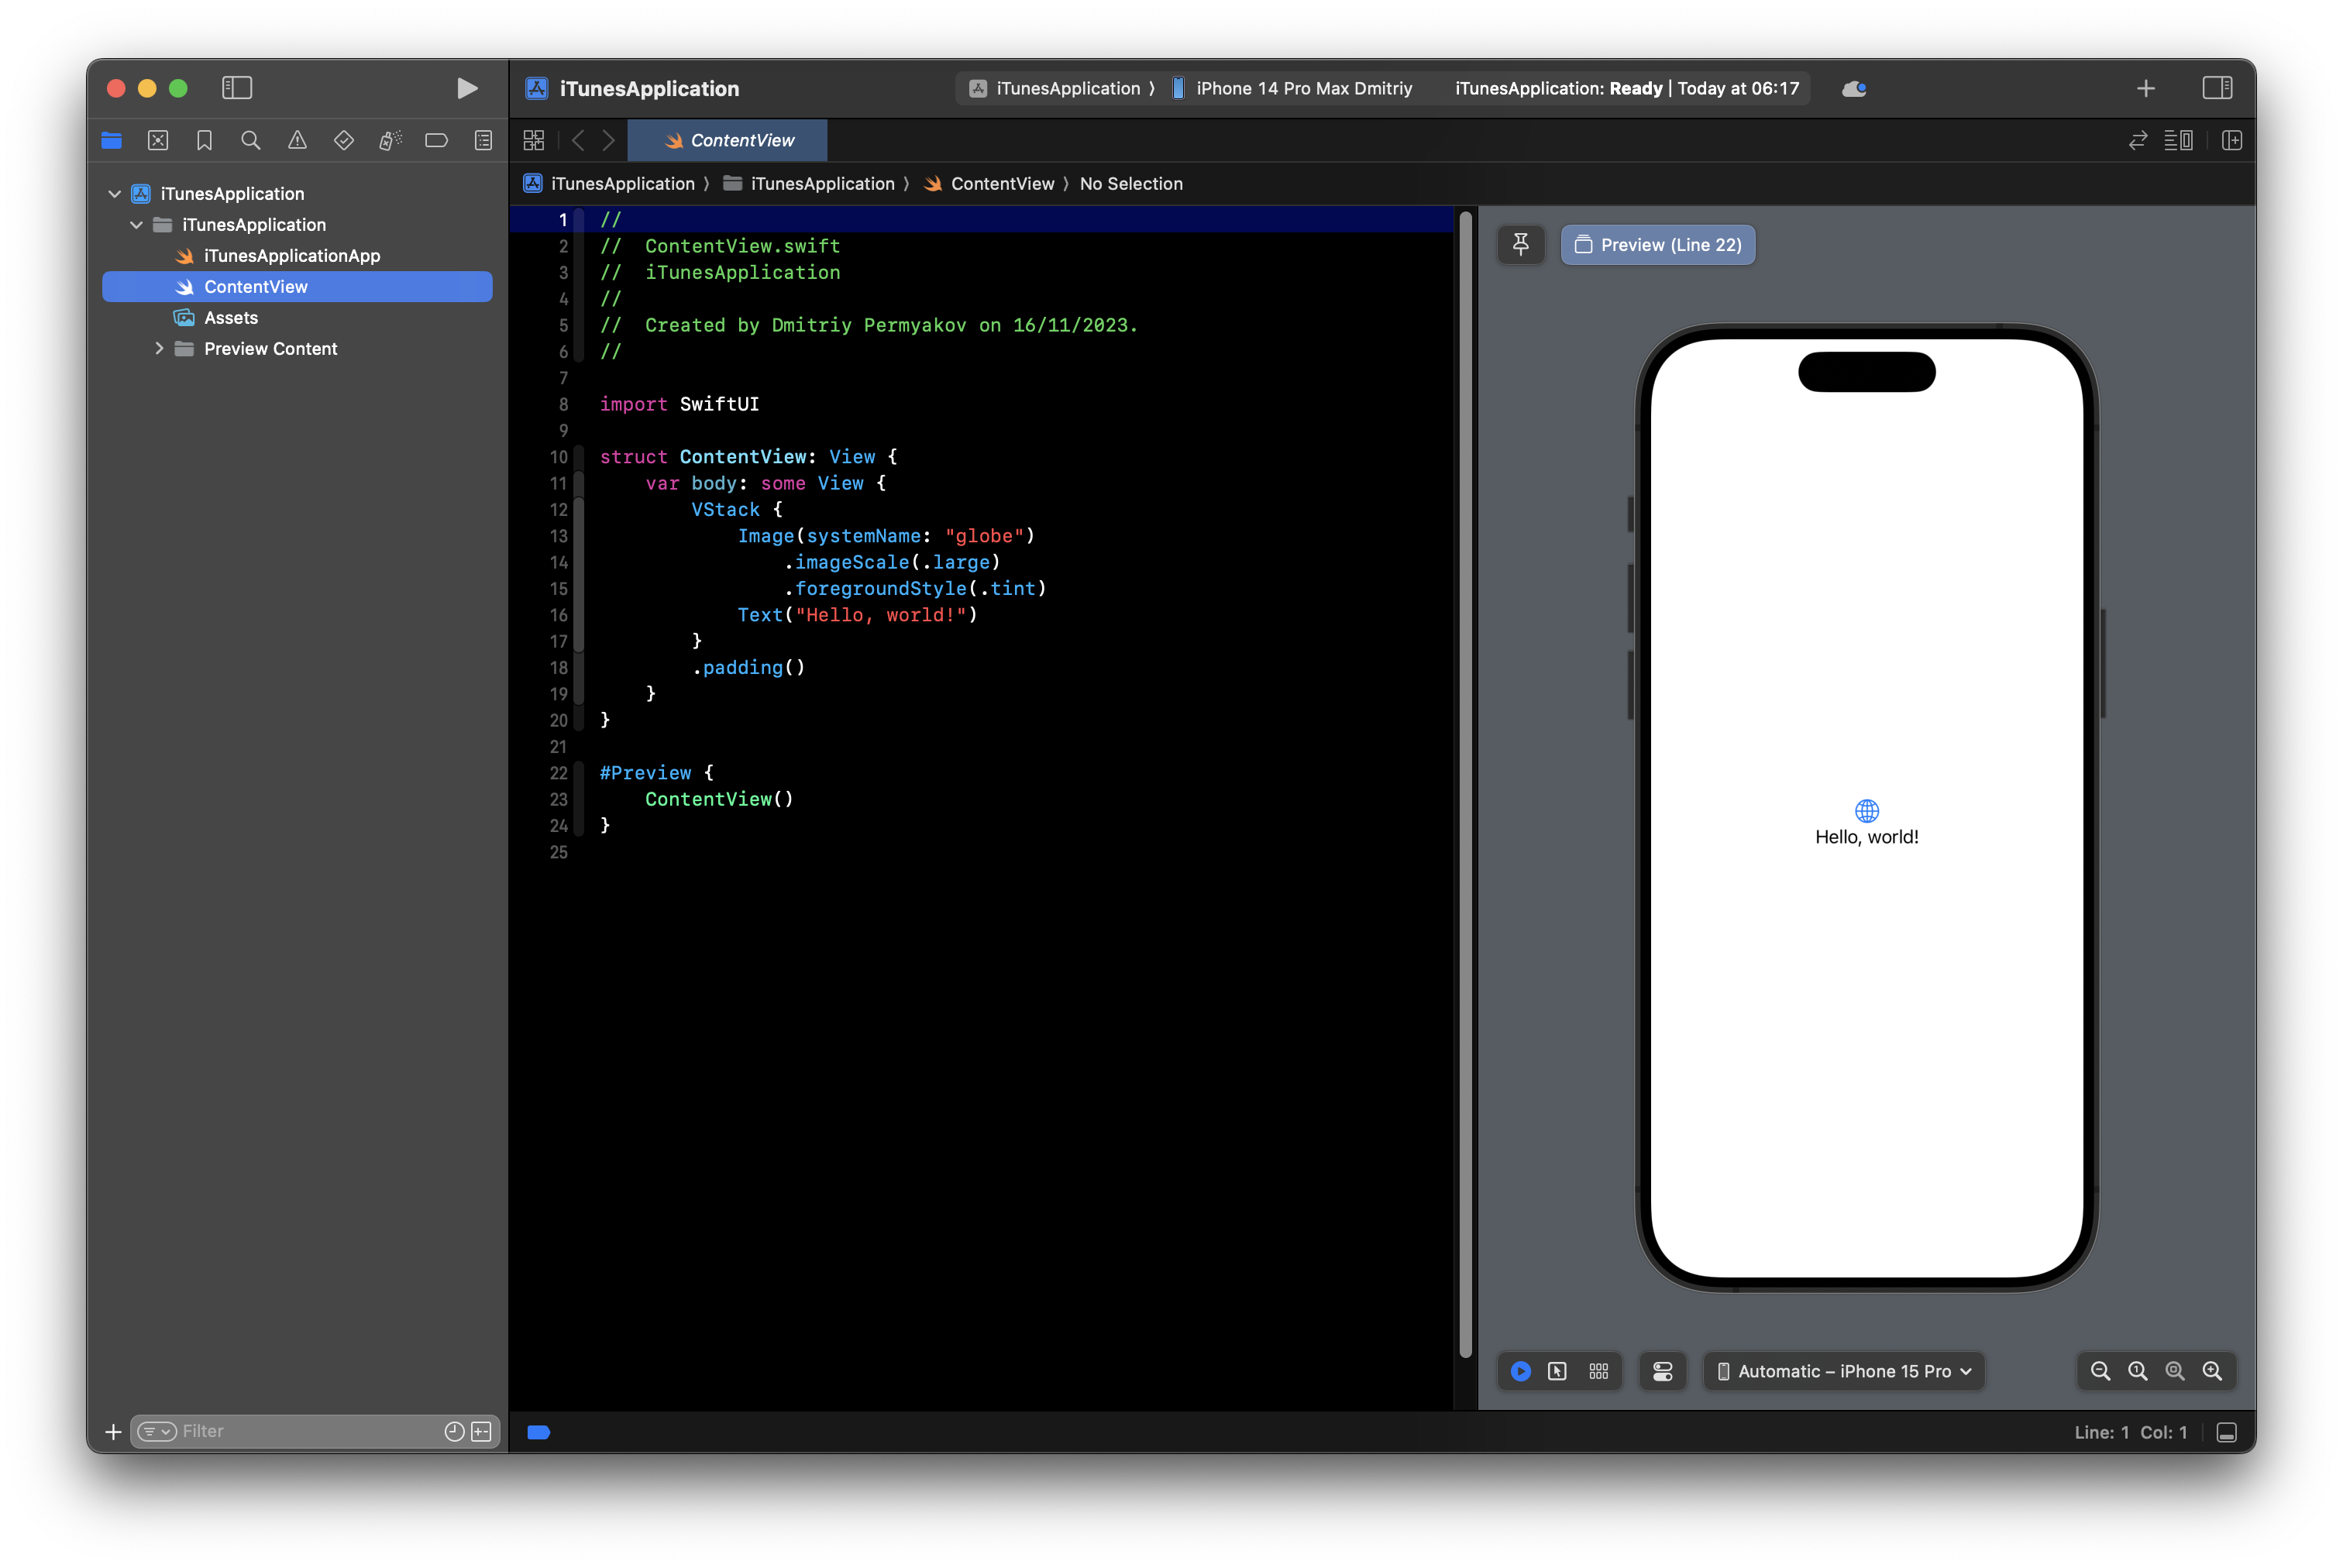 iTunesApplication
iTunesApplication ⟩ iPhone 14 Pro Max Dmitriy
iTunesApplication: Ready | Today at 06:17
ContentView
iTunesApplication ⟩ iTunesApplication ⟩ ContentView ⟩ No Selection
iTunesApplication
iTunesApplication
iTunesApplicationApp
ContentView
Assets
Preview Content
1 //
2 //  ContentView.swift
3 //  iTunesApplication
4 //
5 //  Created by Dmitriy Permyakov on 16/11/2023.
6 //
7
8 import SwiftUI
9
10 struct ContentView: View {
11     var body: some View {
12         VStack {
13             Image(systemName: "globe")
14                 .imageScale(.large)
15                 .foregroundStyle(.tint)
16             Text("Hello, world!")
17         }
18         .padding()
19     }
20 }
21
22 #Preview {
23     ContentView()
24 }
25
Preview (Line 22)
Hello, world!
Automatic – iPhone 15 Pro
Filter
Line: 1 Col: 1